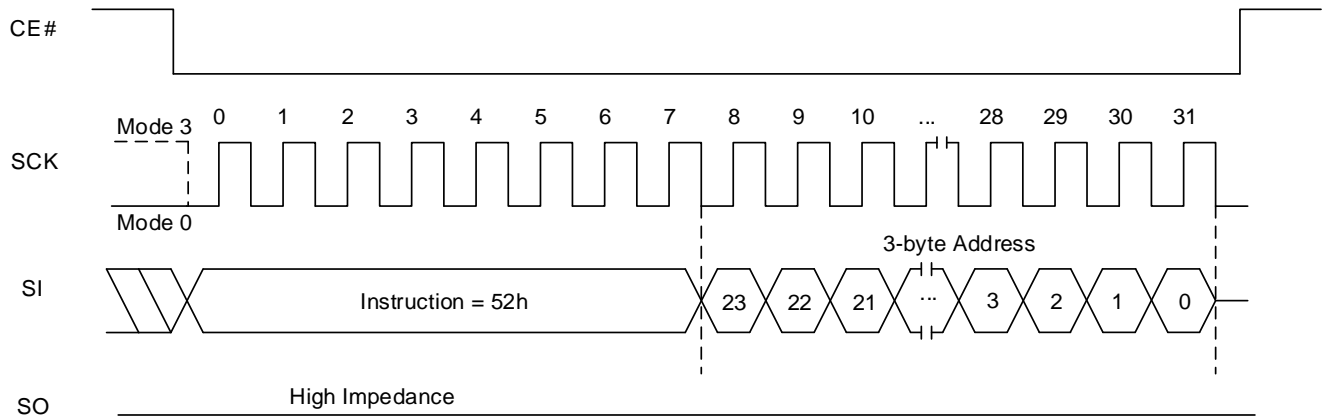 CE#
0 1 2 3 4 5 6 7 8 9 10 ... 28 29 30 31
Mode 3
SCK
Mode 0
3-byte Address
SI Instruction = 52h 23 22 21 ... 3 2 1 0
High Impedance
SO